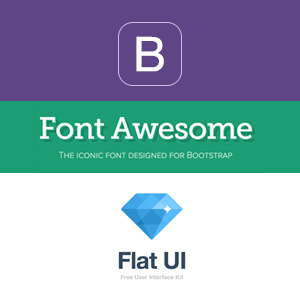 B
Font Awesome
The iconic font designed for Bootstrap
Flat UI
Free User Interface Kit